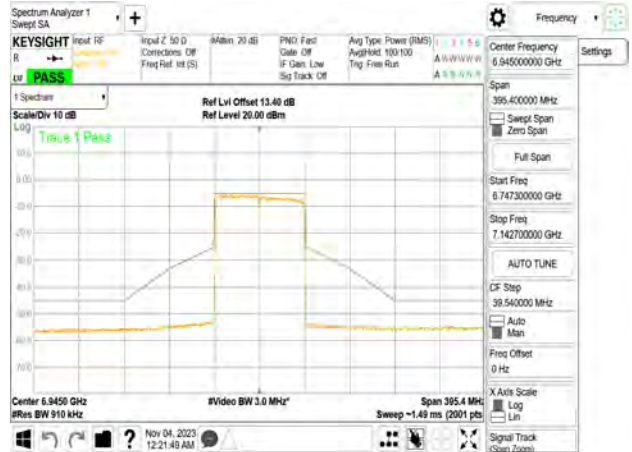 Spectrum Analyzer 1
Swept SA
Frequency
KEYSIGHT
Input: RF
R
PASS
Input Z: 50 Ω
Corrections: Off
Freq Ref: Int (S)
#Atten: 20 dB
PNO: Fast
Gate: Off
IF Gain: Low
Sig Track: Off
Avg Type: Power (RMS)
Avg|Hold: 100/100
Trig: Free Run
1 Spectrum
Scale/Div 10 dB
Ref Lvl Offset 13.40 dB
Ref Level 20.00 dBm
Log
Trace 1 Pass
Center 6.9450 GHz
#Res BW 910 kHz
#Video BW 3.0 MHz*
Span 395.4 MHz
Sweep ~1.49 ms (2001 pts
Nov 04, 2023
12:21:49 AM
Center Frequency
6.945000000 GHz
Settings
Span
395.400000 MHz
Swept Span
Zero Span
Full Span
Start Freq
6.747300000 GHz
Stop Freq
7.142700000 GHz
AUTO TUNE
CF Step
39.540000 MHz
Auto
Man
Freq Offset
0 Hz
X Axis Scale
Log
Lin
Signal Track
(Span Zoom)